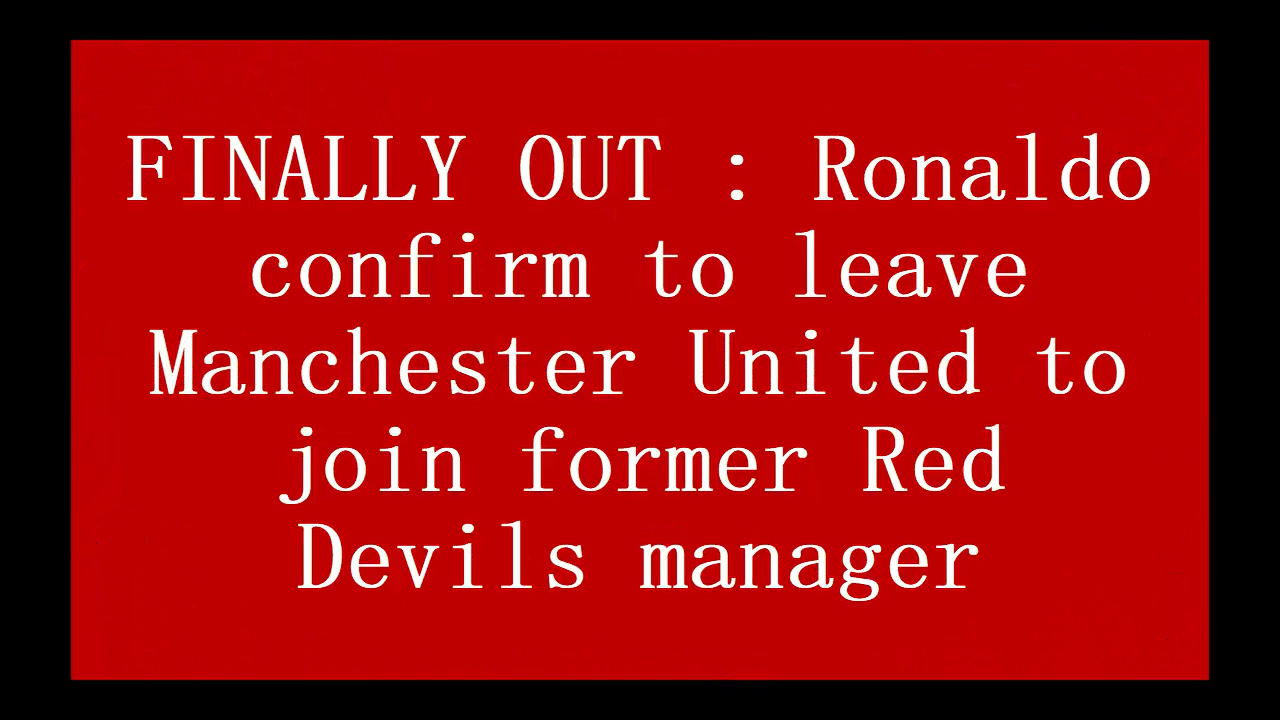 FINALLY OUT : Ronaldo
confirm to leave
Manchester United to
join former Red
Devils manager